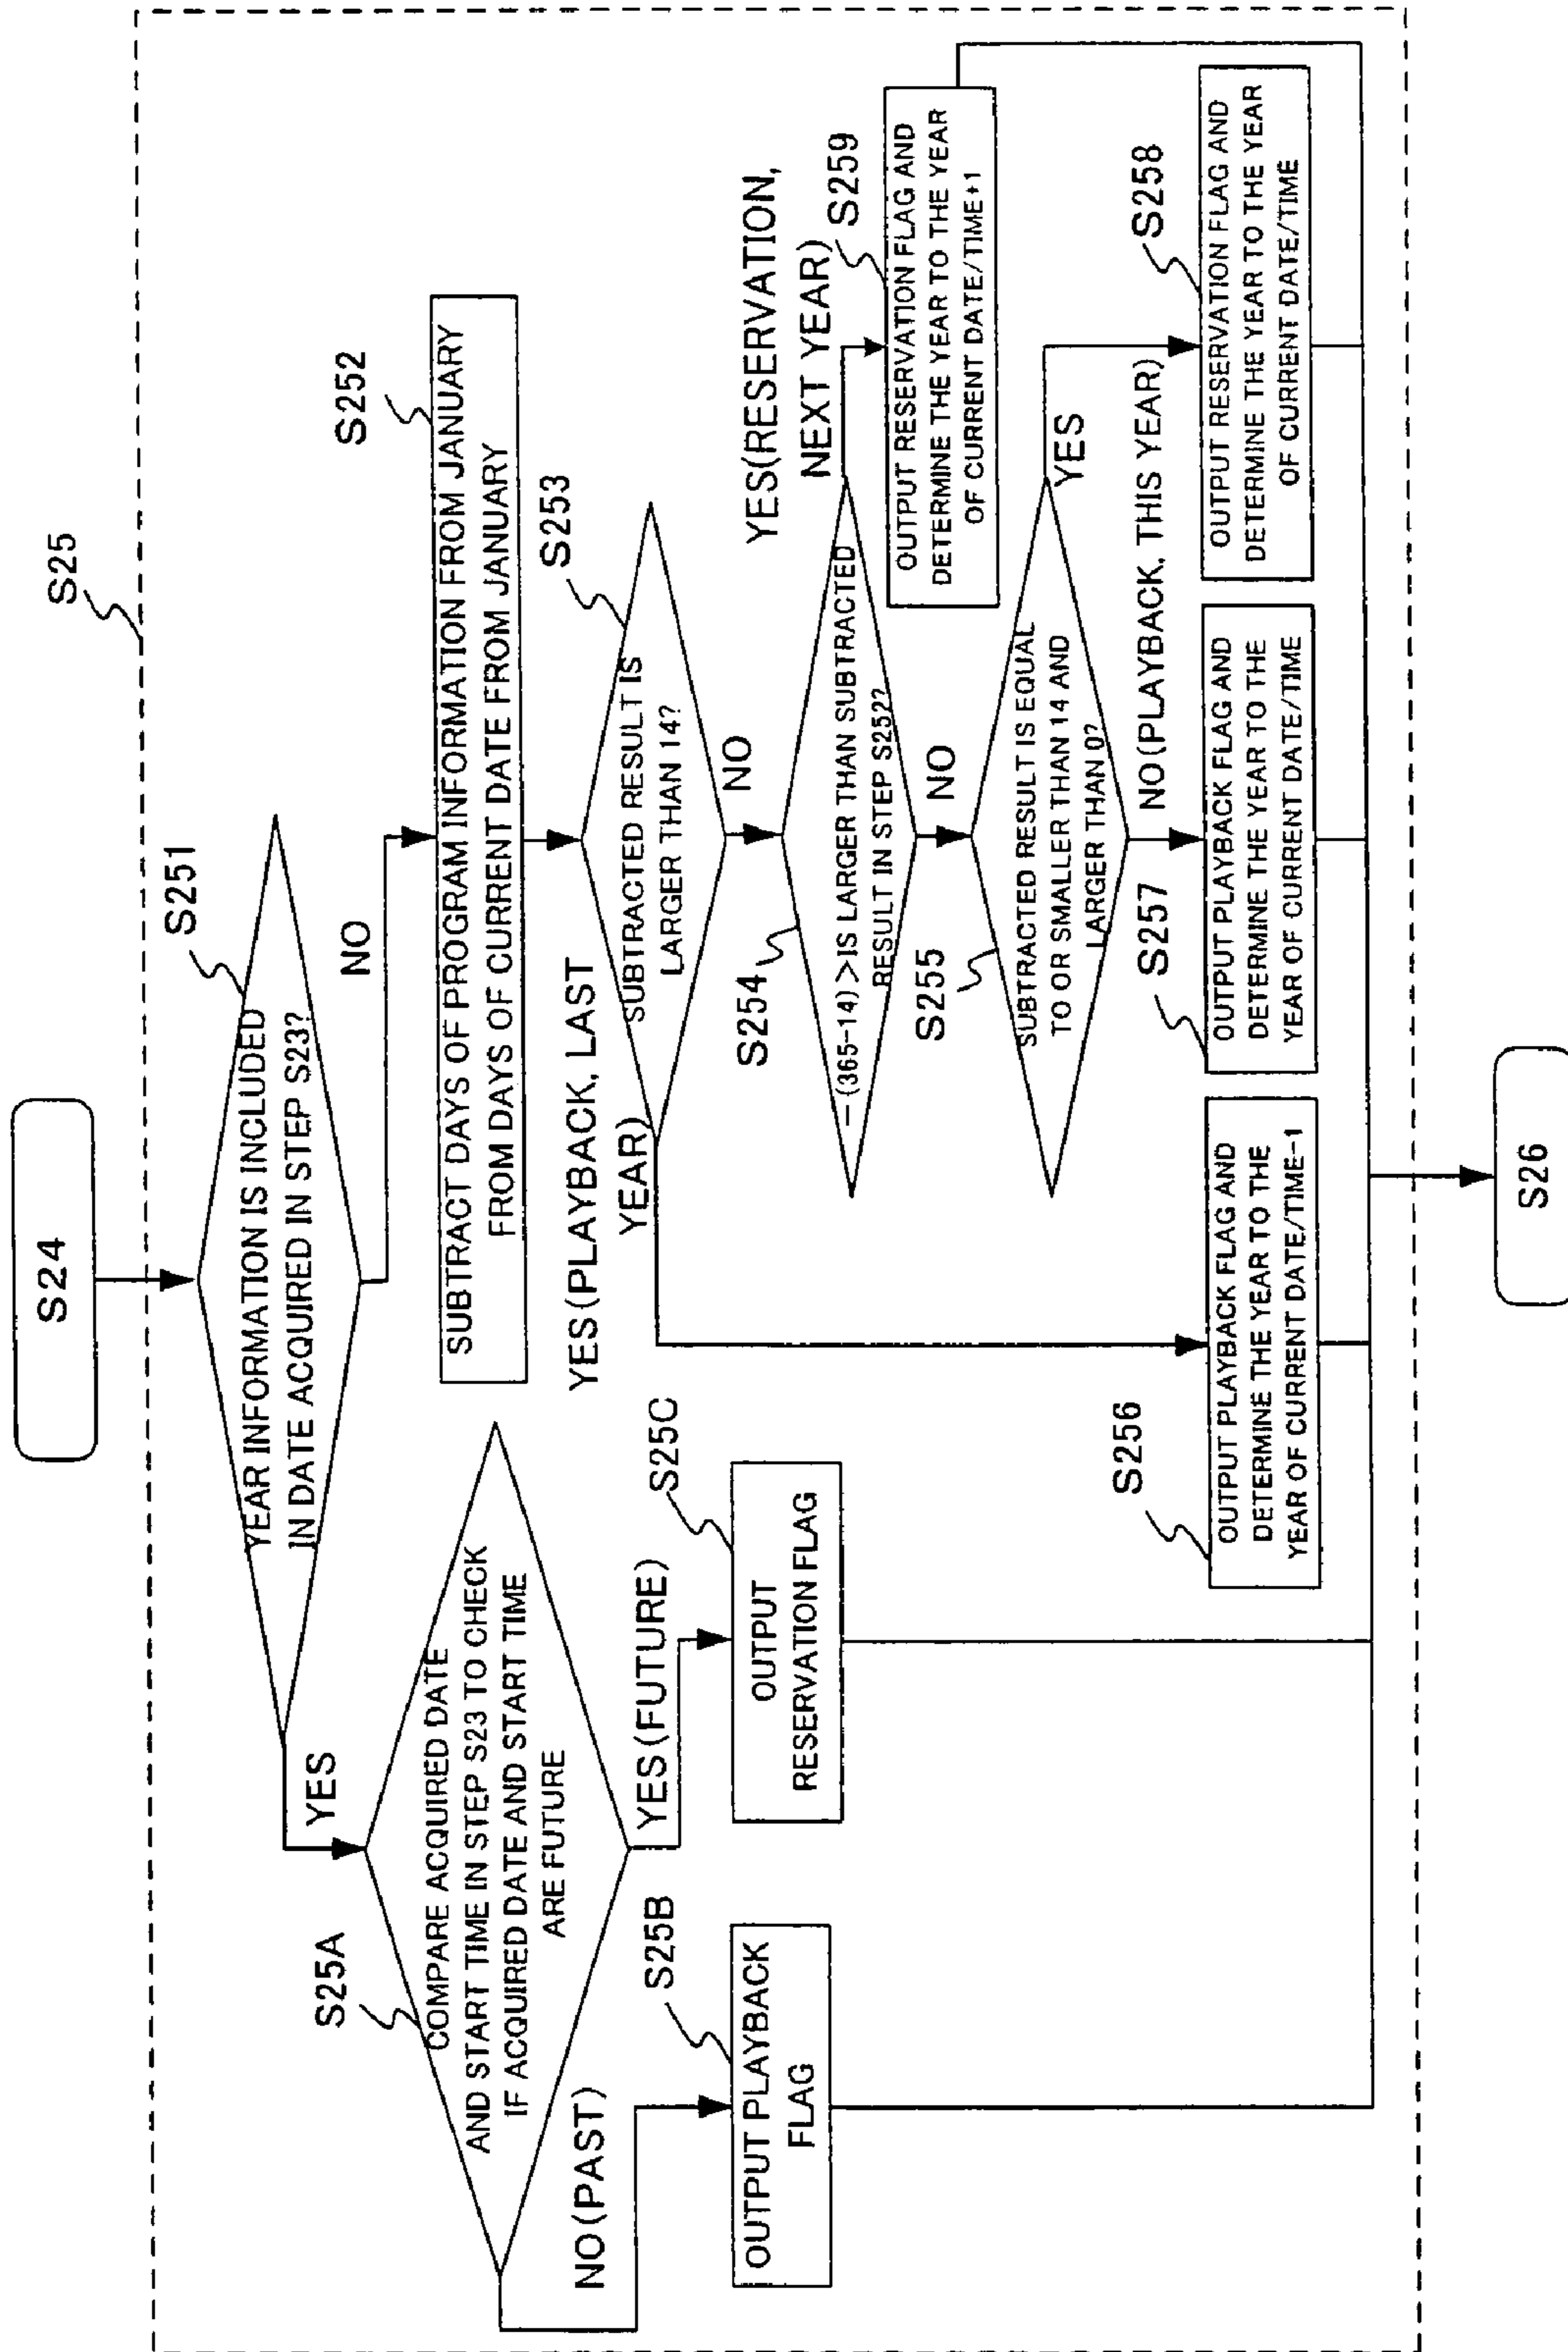 S24
S25
S251
YEAR INFORMATION IS INCLUDED
IN DATE ACQUIRED IN STEP S23?
YES
NO
S25A
COMPARE ACQUIRED DATE
AND START TIME IN STEP S23 TO CHECK
IF ACQUIRED DATE AND START TIME
ARE FUTURE
NO(PAST)
YES(FUTURE)
S25B
OUTPUT PLAYBACK
FLAG
S25C
OUTPUT
RESERVATION FLAG
S252
SUBTRACT DAYS OF PROGRAM INFORMATION FROM JANUARY
FROM DAYS OF CURRENT DATE FROM JANUARY
S253
SUBTRACTED RESULT IS
LARGER THAN 14?
YES(PLAYBACK, LAST
YEAR)
NO
S254
-(365-14)>IS LARGER THAN SUBTRACTED
RESULT IN STEP S252?
YES(RESERVATION,
NEXT YEAR)
NO
S259
OUTPUT RESERVATION FLAG AND
DETERMINE THE YEAR TO THE YEAR
OF CURRENT DATE/TIME+1
S255
SUBTRACTED RESULT IS EQUAL
TO OR SMALLER THAN 14 AND
LARGER THAN 0?
YES
NO(PLAYBACK, THIS YEAR)
S256
OUTPUT PLAYBACK FLAG AND
DETERMINE THE YEAR TO THE
YEAR OF CURRENT DATE/TIME-1
S257
OUTPUT PLAYBACK FLAG AND
DETERMINE THE YEAR TO THE
YEAR OF CURRENT DATE/TIME
S258
OUTPUT RESERVATION FLAG AND
DETERMINE THE YEAR TO THE YEAR
OF CURRENT DATE/TIME
S26